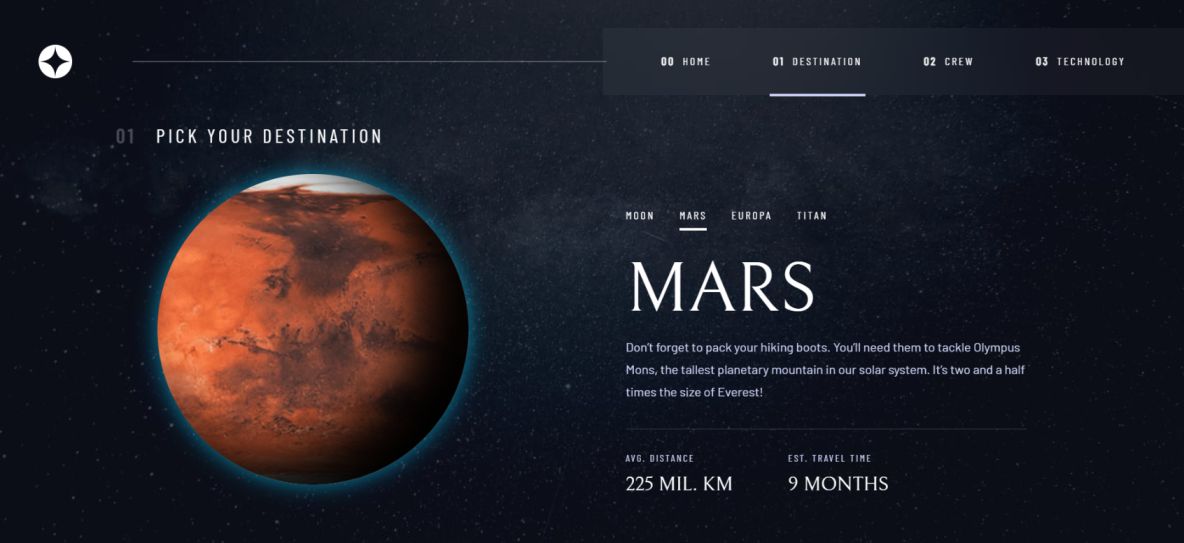 00 HOME 01 DESTINATION 02 CREW 03 TECHNOLOGY
01 PICK YOUR DESTINATION
MOON MARS EUROPA TITAN
MARS
Don't forget to pack your hiking boots. You'll need them to tackle Olympus
Mons, the tallest planetary mountain in our solar system. It's two and a half
times the size of Everest!
AVG. DISTANCE EST. TRAVEL TIME
225 MIL. KM 9 MONTHS